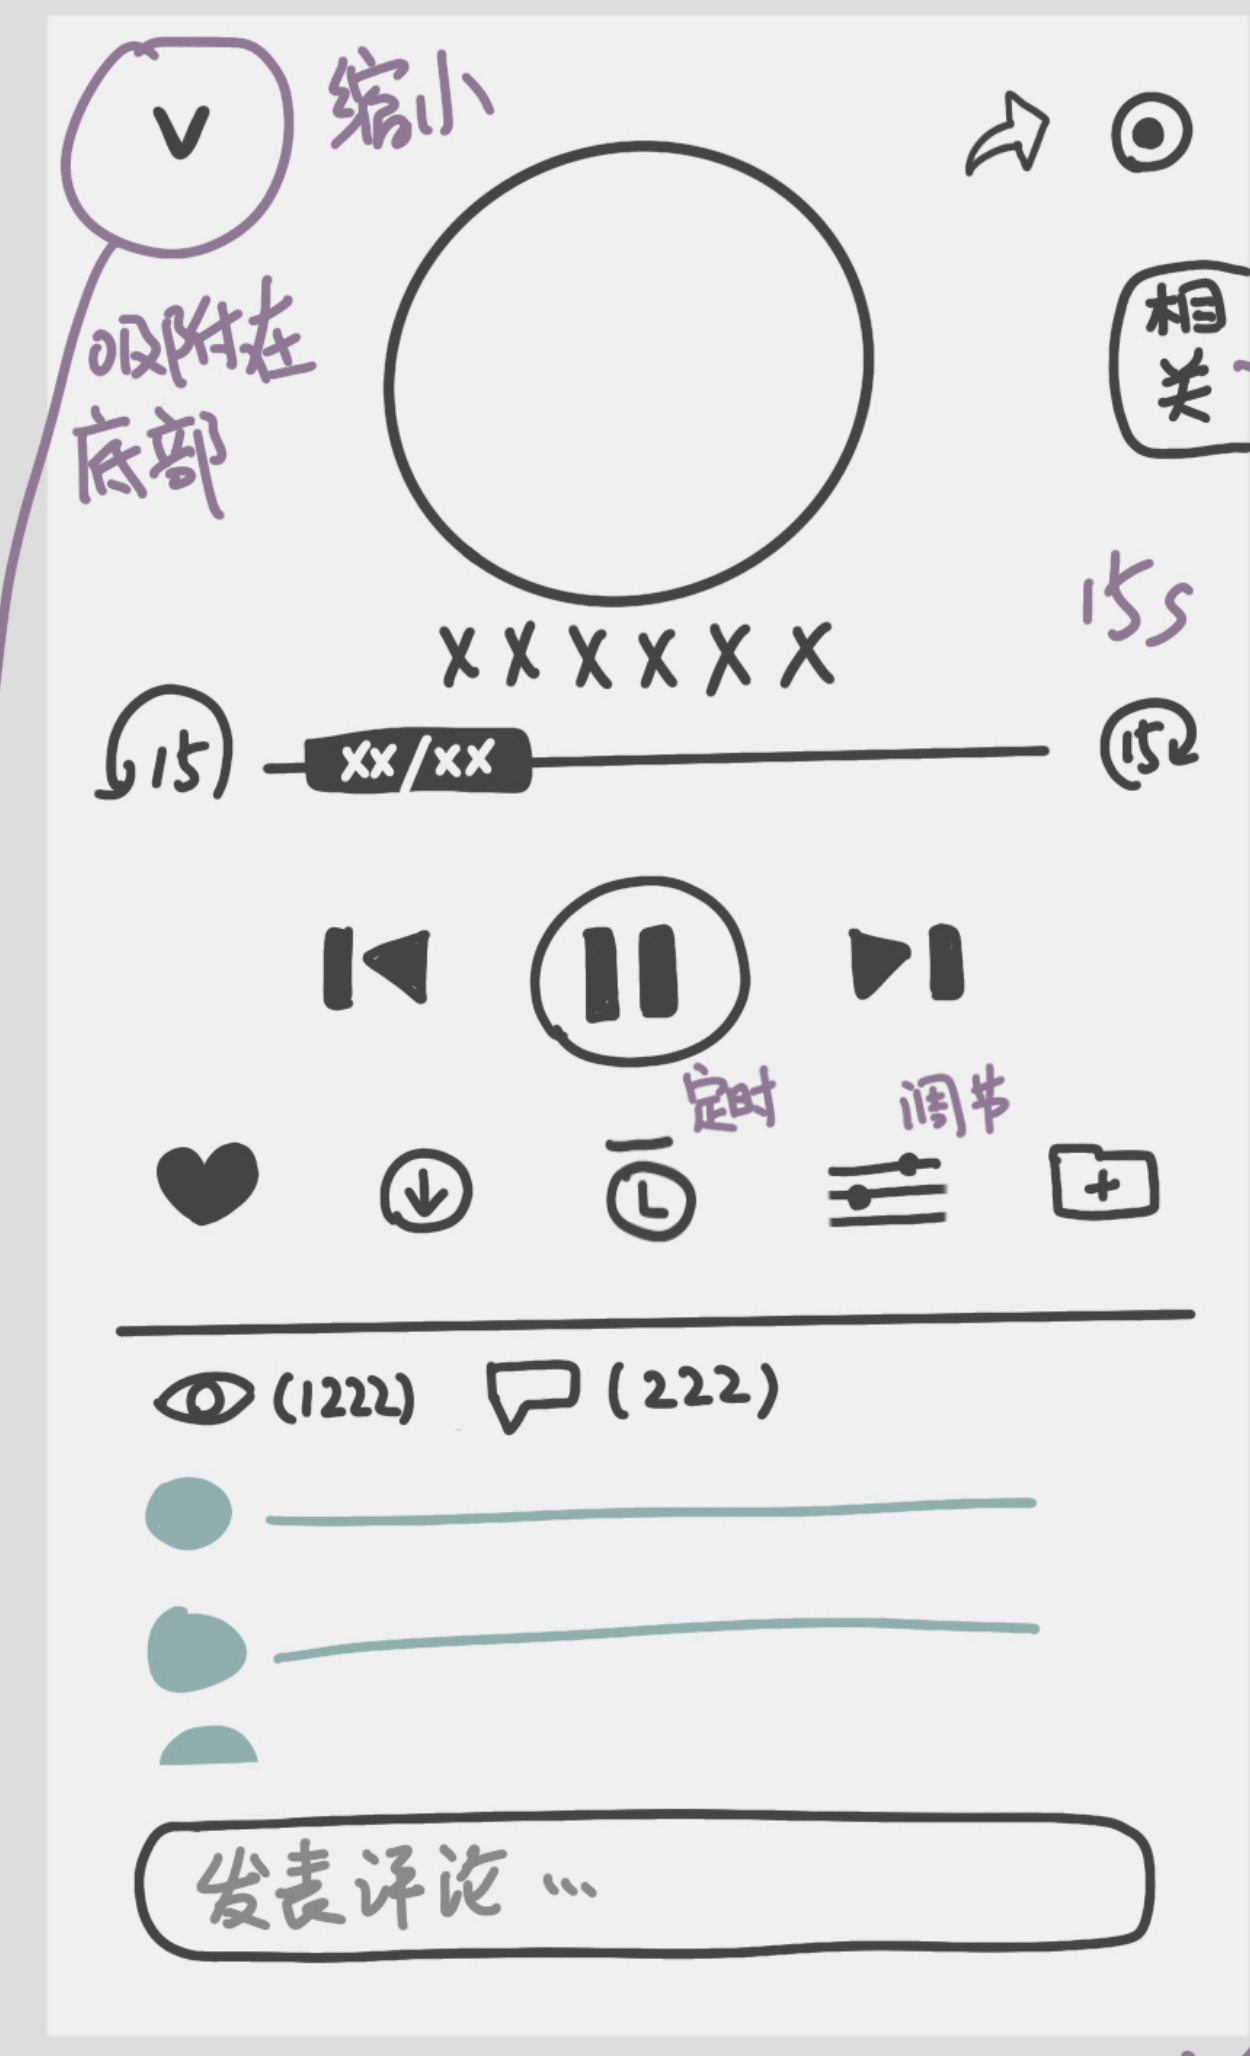 缩小
吸附在
底部
相
关
15s
XXXXXX
15
xx/xx
15
定时
调节
(1222)
(222)
发表评论...